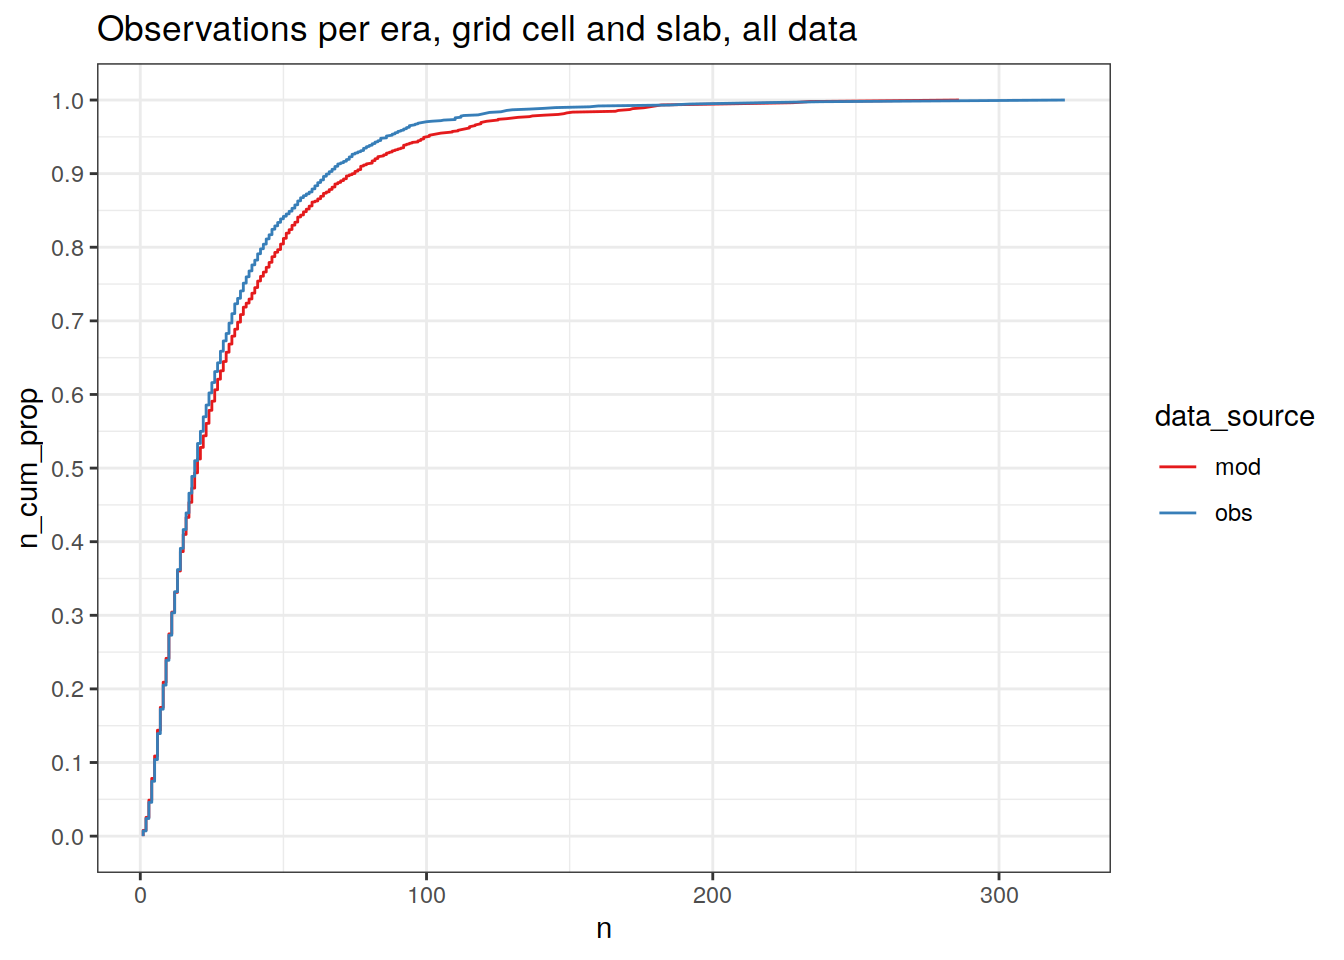 Observations per era, grid cell and slab, all data
n_cum_prop
1.0
0.9
0.8
0.7
0.6
0.5
0.4
0.3
0.2
0.1
0.0
0
100
200
300
n
data_source
mod
obs